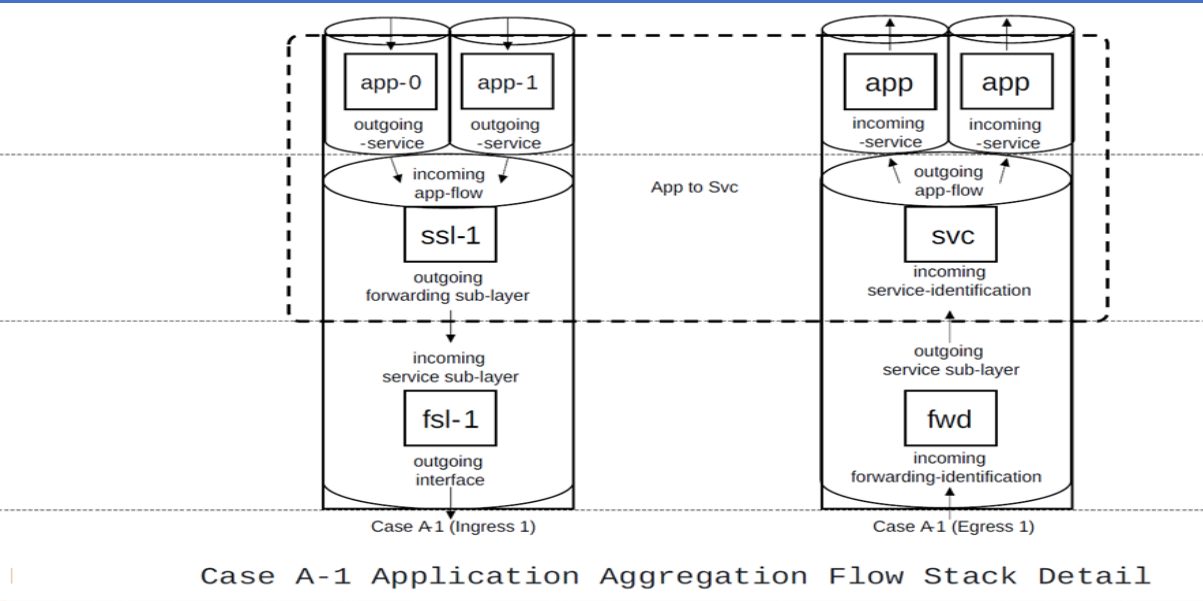 app-0
app-1
outgoing
-service
outgoing
-service
incoming
app-flow
ssl-1
outgoing
forwarding sub-layer
incoming
service sub-layer
fsl-1
outgoing
interface
Case A-1 (Ingress 1)
App to Svc
app
app
incoming
-service
incoming
-service
outgoing
app-flow
svc
incoming
service-identification
outgoing
service sub-layer
fwd
incoming
forwarding-identification
Case A-1 (Egress 1)
Case A-1 Application Aggregation Flow Stack Detail